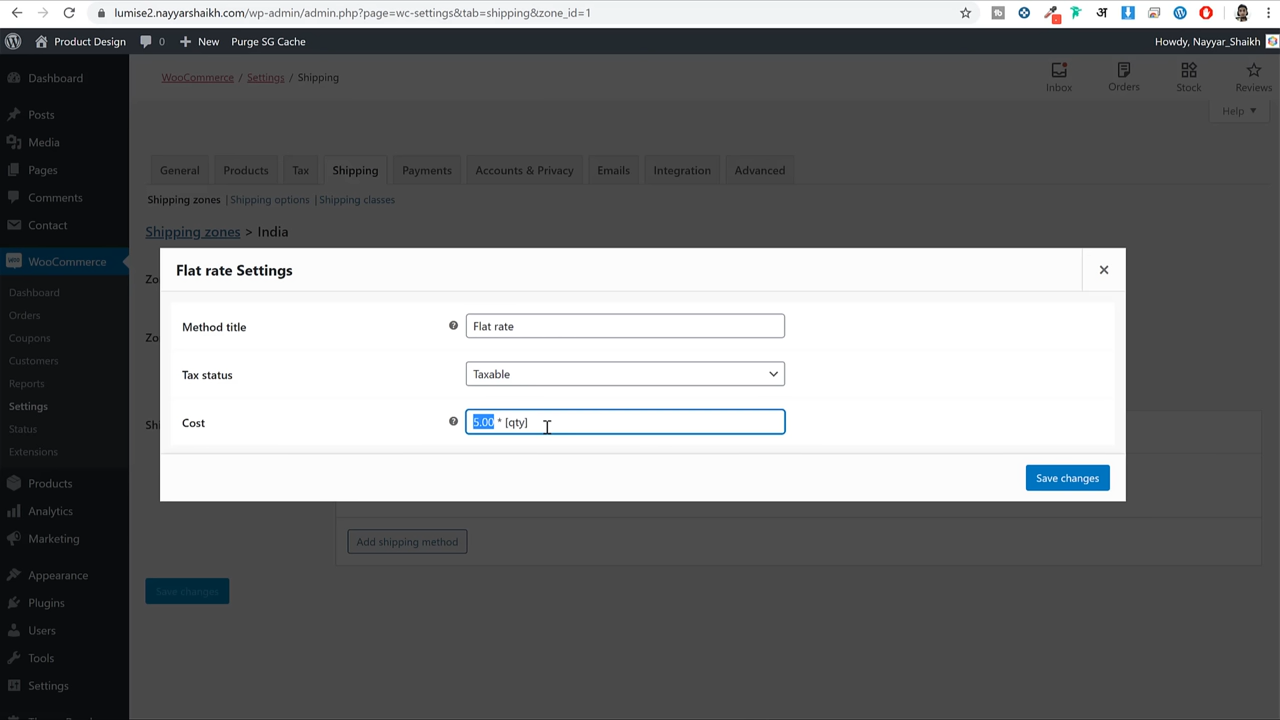 lumise2.nayyarshaikh.com/wp-admin/admin.php?page=wc-settings&tab=shipping&zone_id=1
Product Design 0 New Purge SG Cache Howdy, Nayyar_Shaikh
Dashboard
Posts
Media
Pages
Comments
Contact
WooCommerce
Dashboard
Orders
Coupons
Customers
Reports
Settings
Status
Extensions
Products
Analytics
Marketing
Appearance
Plugins
Users
Tools
Settings
WooCommerce / Settings / Shipping
Inbox Orders Stock Reviews
Help
General Products Tax Shipping Payments Accounts & Privacy Emails Integration Advanced
Shipping zones | Shipping options | Shipping classes
Shipping zones > India
Zo
Zo
Shi
Flat rate Settings
Method title Flat rate
Tax status Taxable
Cost 5.00 * [qty]
Save changes
Add shipping method
Save changes